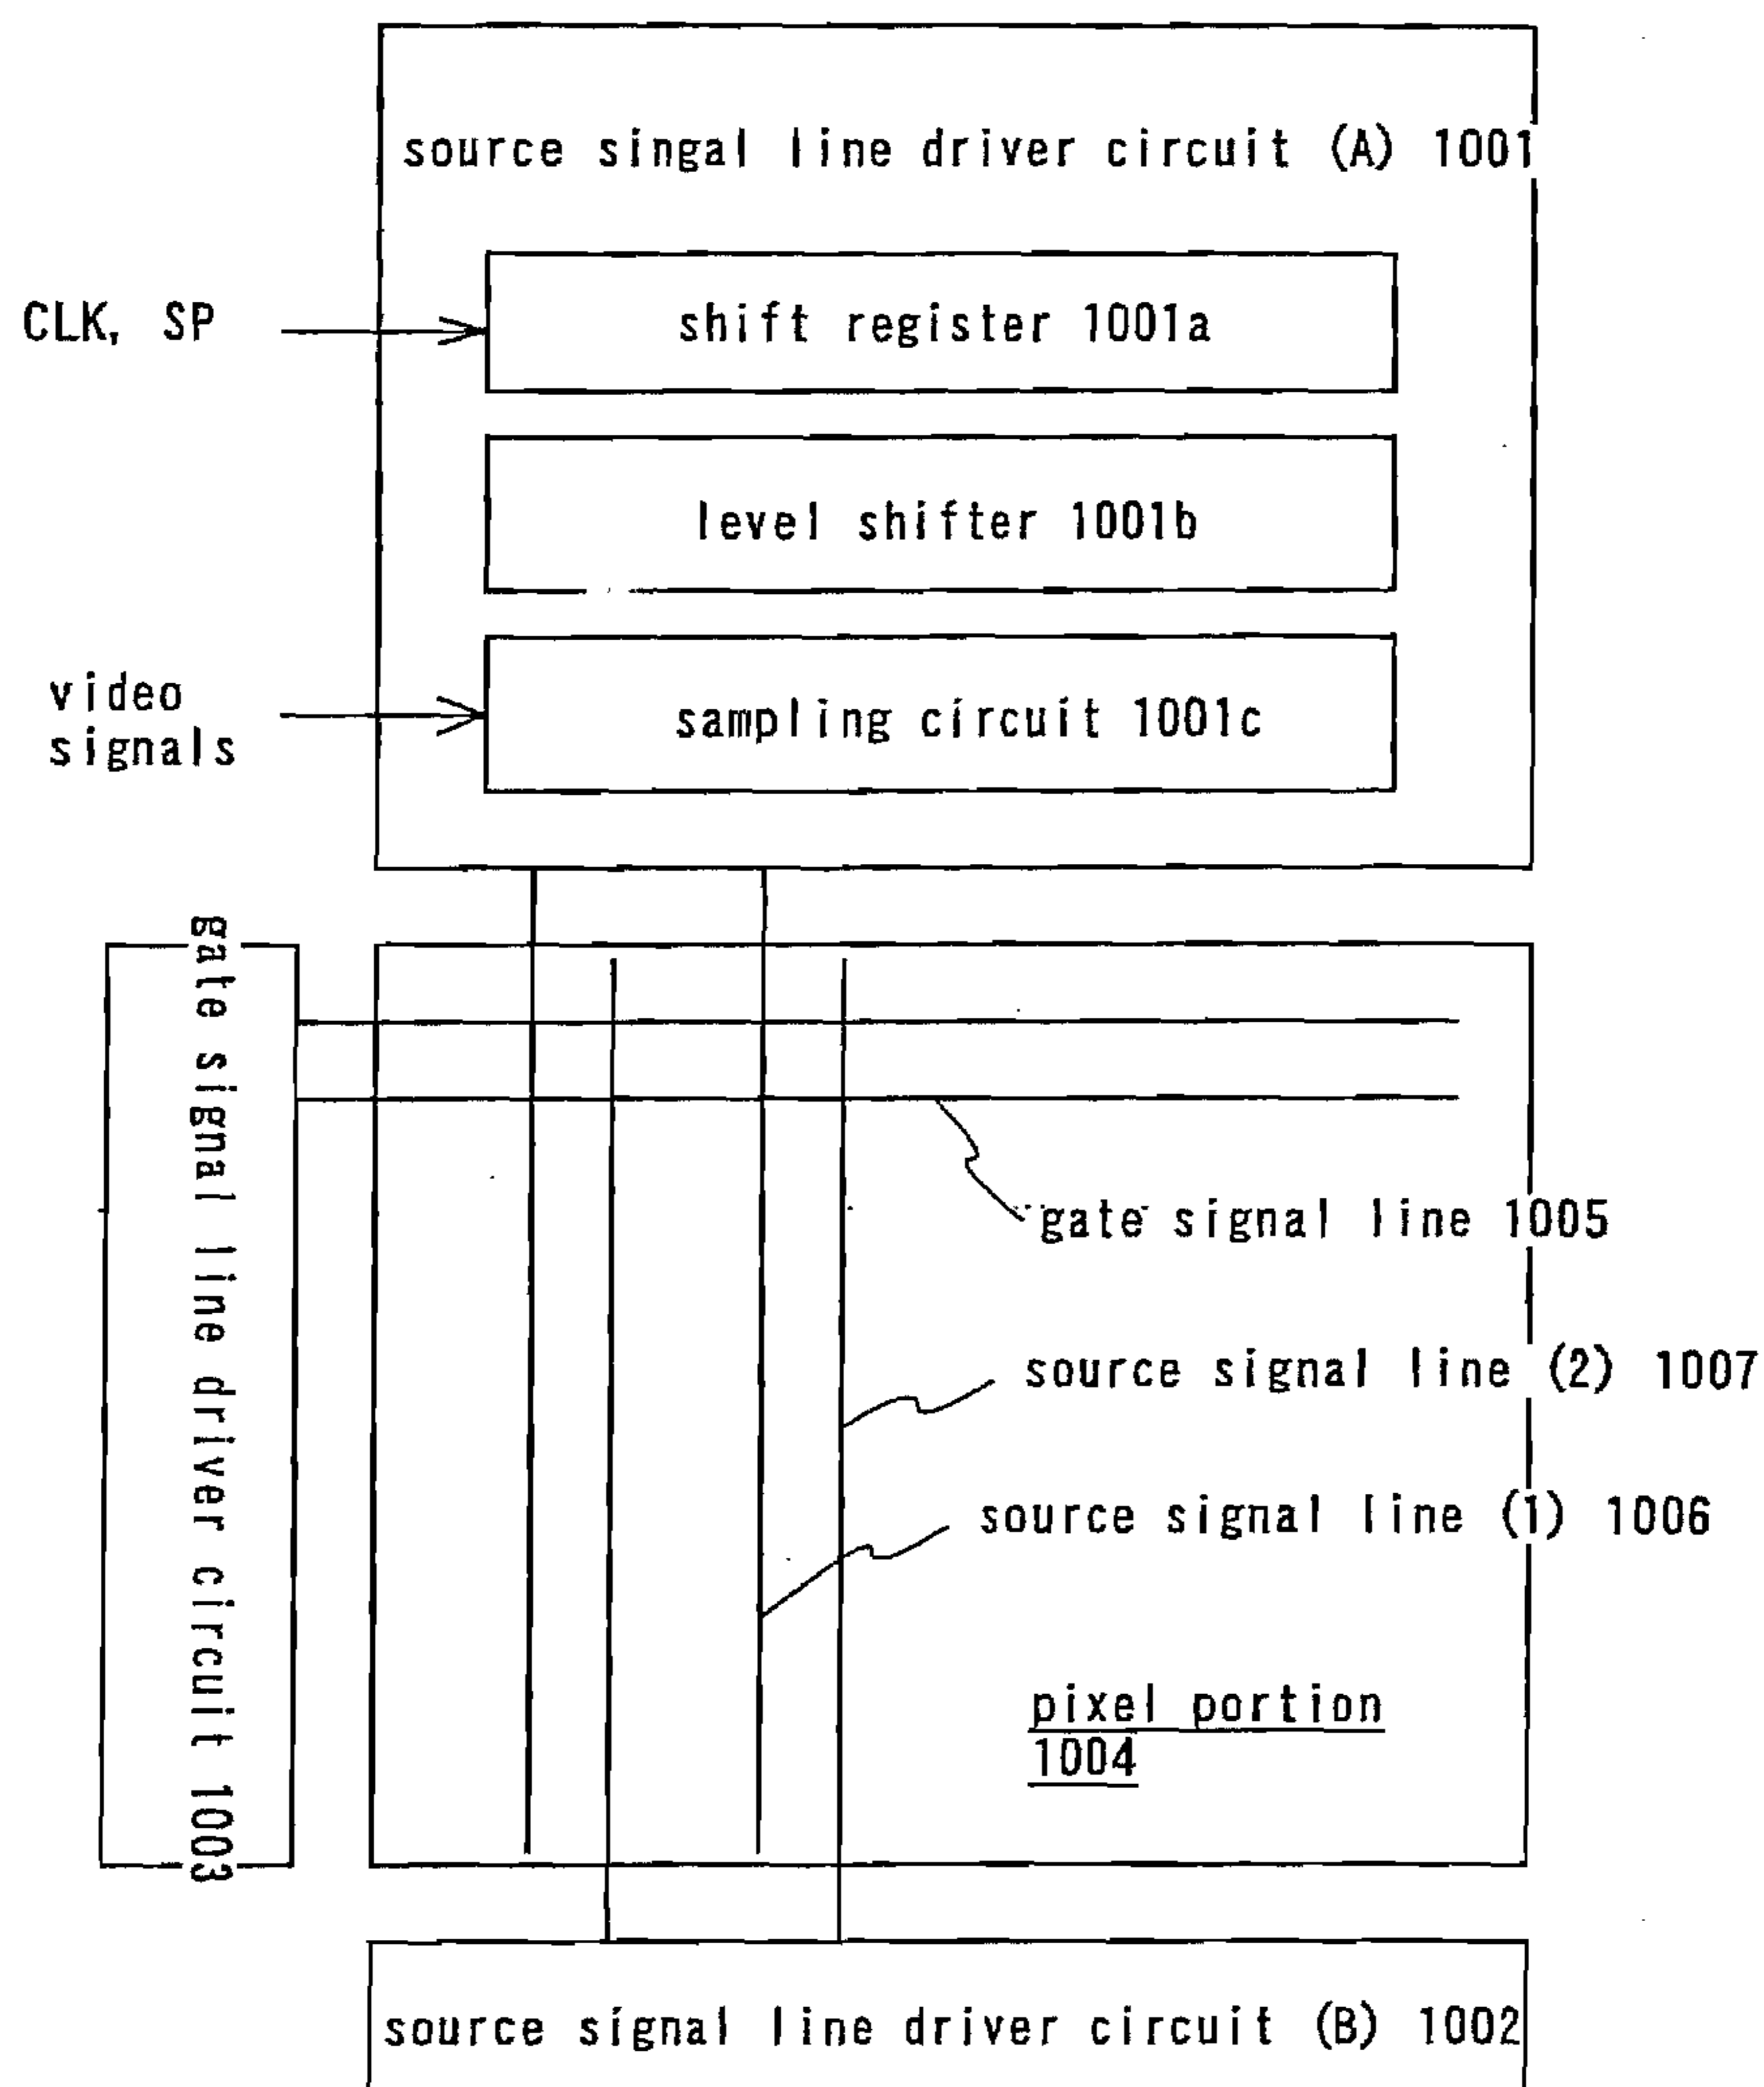 source singal line driver circuit (A) 1001
CLK, SP
shift register 1001a
level shifter 1001b
video
signals
sampling circuit 1001c
gate signal line driver circuit 1003
gate signal line 1005
source signal line (2) 1007
source signal line (1) 1006
pixel portion
1004
source signal line driver circuit (B) 1002